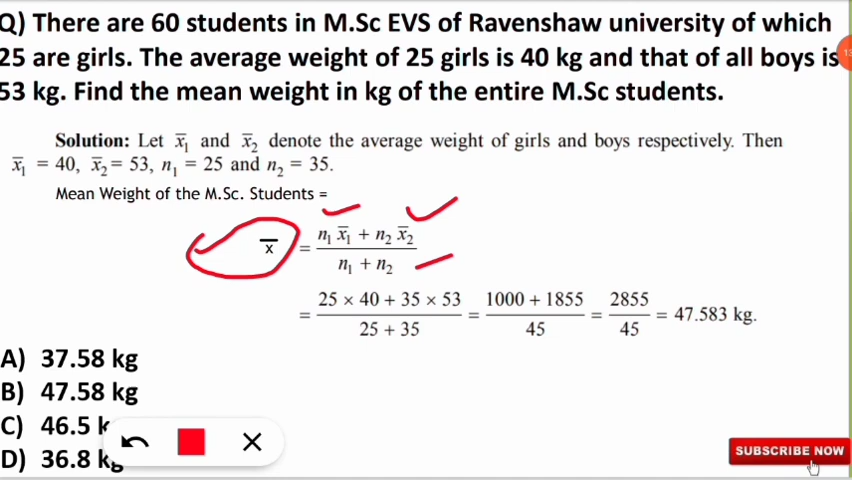 Q) There are 60 students in M.Sc EVS of Ravenshaw university of which
25 are girls. The average weight of 25 girls is 40 kg and that of all boys is
53 kg. Find the mean weight in kg of the entire M.Sc students.
Solution: Let x̄₁ and x̄₂ denote the average weight of girls and boys respectively. Then
x̄₁ = 40, x̄₂ = 53, n₁ = 25 and n₂ = 35.
Mean Weight of the M.Sc. Students =
x̄ = (n₁ x̄₁ + n₂ x̄₂) / (n₁ + n₂)
= (25 × 40 + 35 × 53) / (25 + 35) = (1000 + 1855) / 45 = 2855 / 45 = 47.583 kg.
A) 37.58 kg
B) 47.58 kg
C) 46.5 k
D) 36.8 kg
SUBSCRIBE NOW